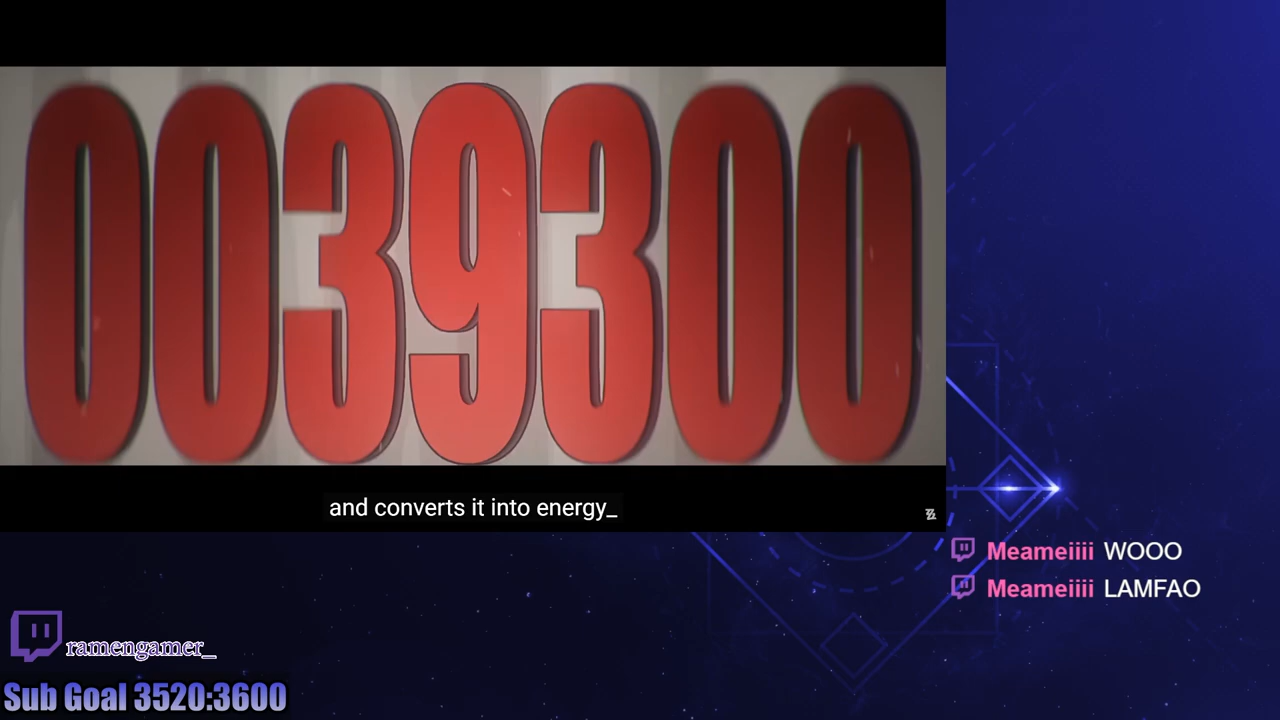 0039300
and converts it into energy_
Meameiiii WOOO
Meameiiii LAMFAO
ramengamer_
Sub Goal 3520:3600